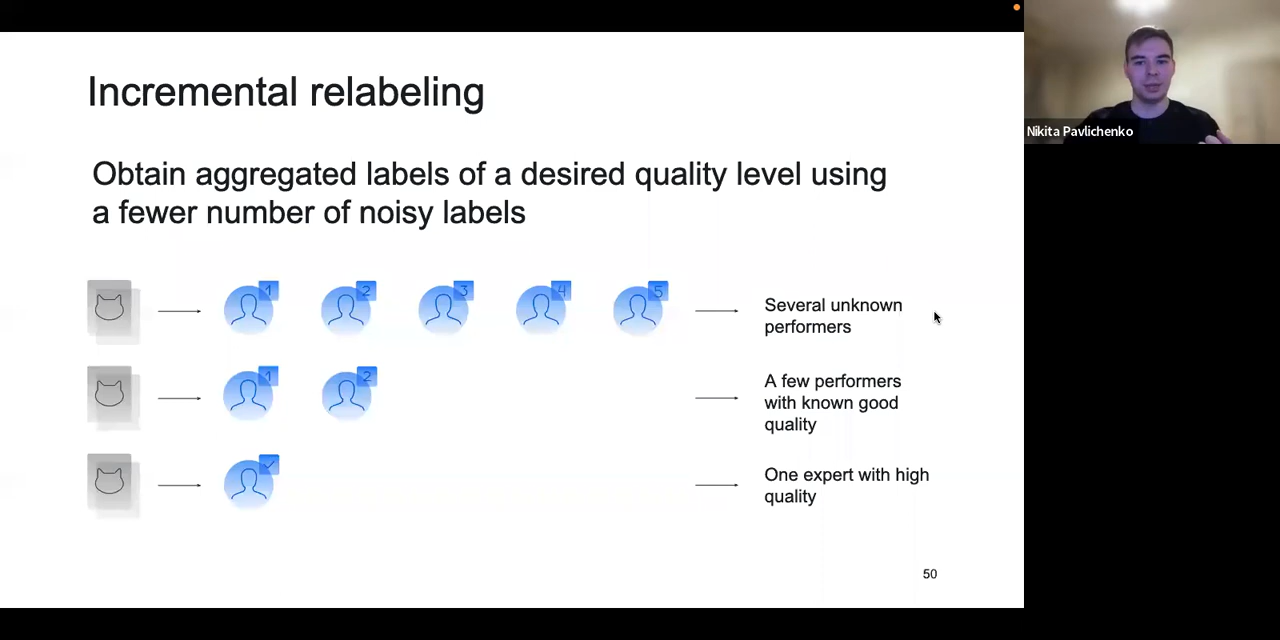 Incremental relabeling
Obtain aggregated labels of a desired quality level using
a fewer number of noisy labels
1 2 3 4 5
Several unknown
performers
1 2
A few performers
with known good
quality
One expert with high
quality
50
Nikita Pavlichenko